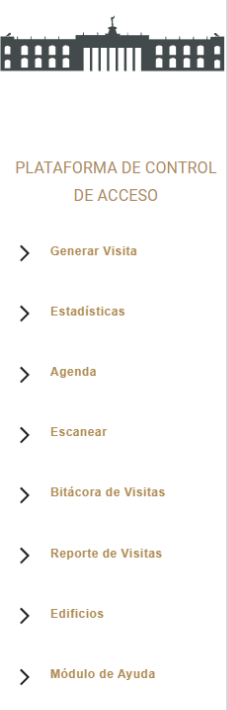 PLATAFORMA DE CONTROL
DE ACCESO
Generar Visita
Estadísticas
Agenda
Escanear
Bitácora de Visitas
Reporte de Visitas
Edificios
Módulo de Ayuda